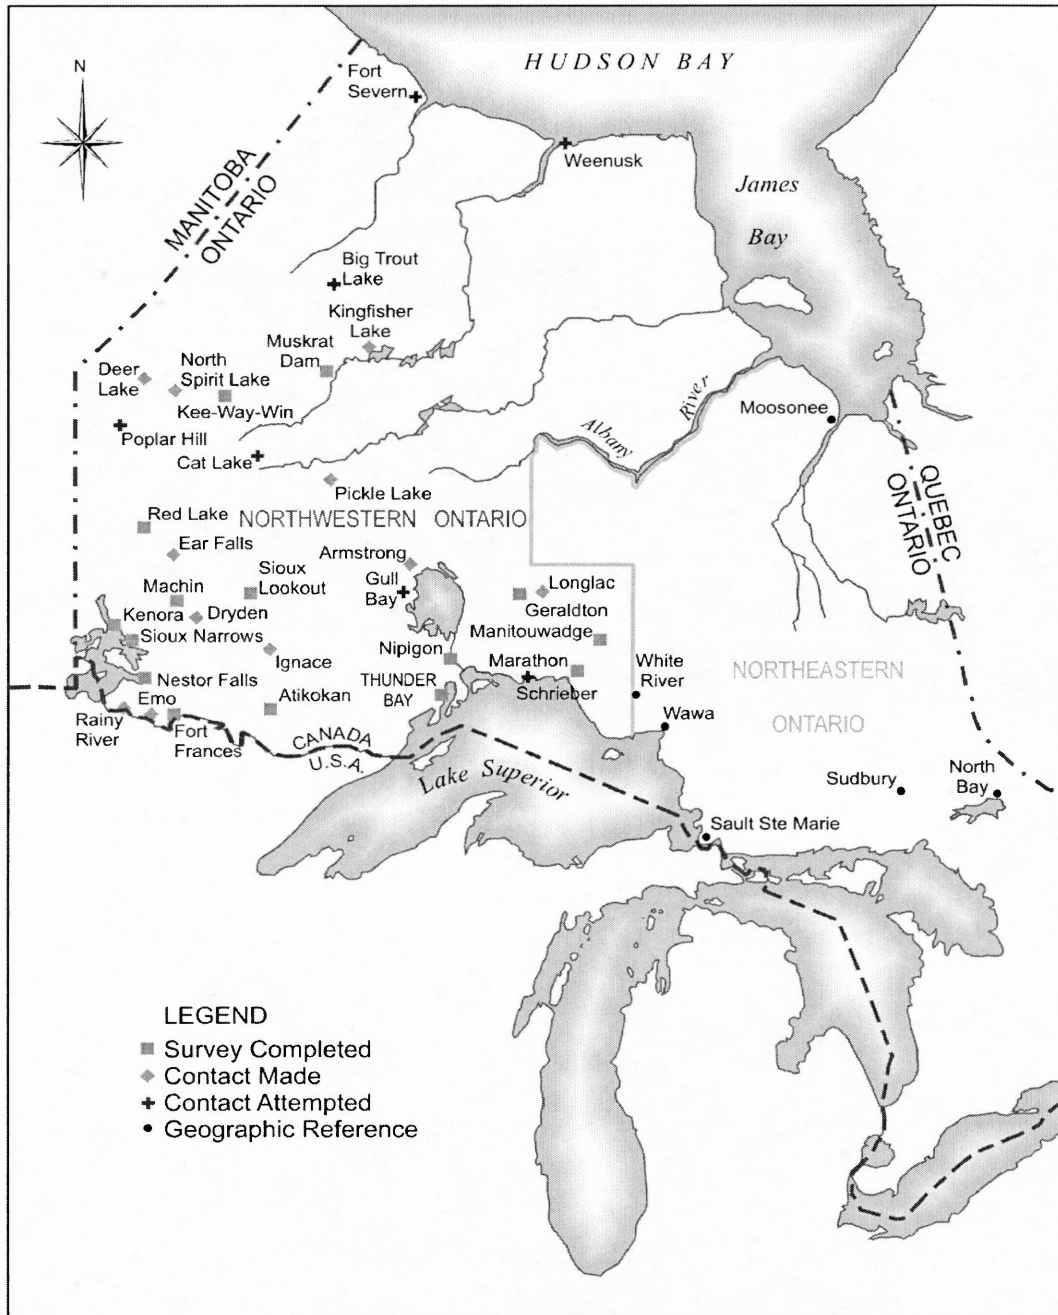 HUDSON BAY
N
Fort
Severn
Weenusk
MANITOBA
ONTARIO
James
Bay
Big Trout
Lake
Kingfisher
Lake
Muskrat
Dam
Deer
Lake
North
Spirit Lake
Kee-Way-Win
Poplar Hill
Cat Lake
Albany
River
Moosonee
Pickle Lake
QUEBEC
ONTARIO
Red Lake
NORTHWESTERN ONTARIO
Ear Falls
Armstrong
Sioux
Lookout
Gull
Bay
Longlac
Machin
Geraldton
Kenora
Dryden
Manitouwadge
Sioux Narrows
Ignace
Nipigon
Marathon
White
River
NORTHEASTERN
ONTARIO
Nestor Falls
THUNDER
BAY
Schrieber
Emo
Atikokan
Wawa
Rainy
River
Fort
Frances
CANADA
U.S.A.
Lake Superior
Sudbury
North
Bay
Sault Ste Marie
LEGEND
Survey Completed
Contact Made
Contact Attempted
Geographic Reference